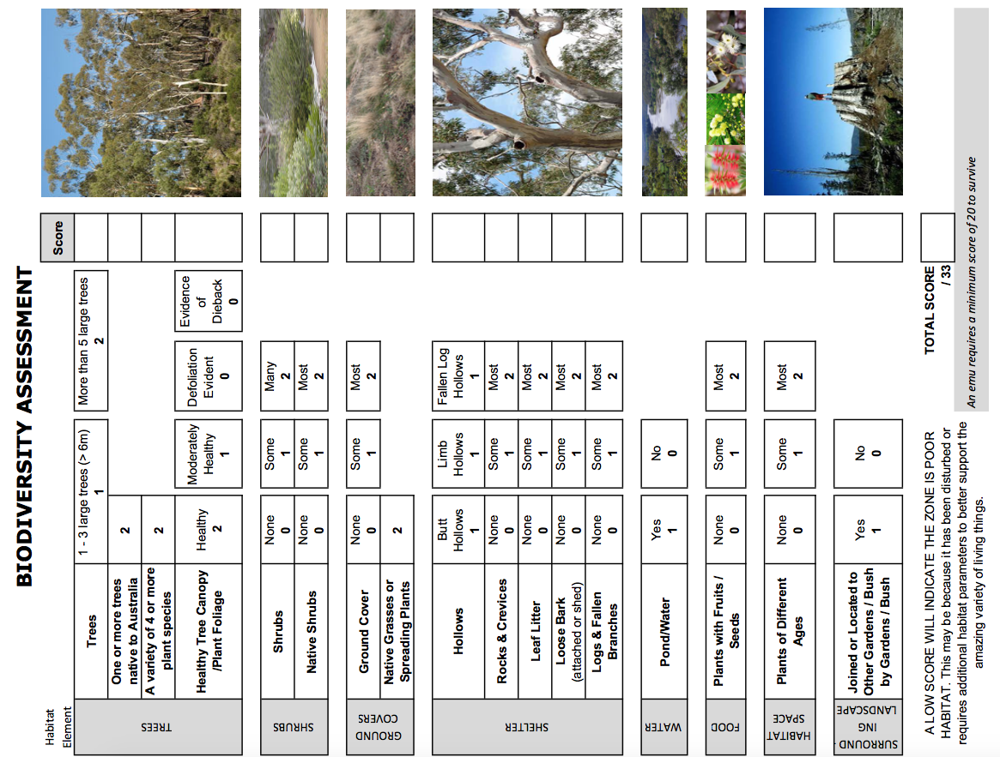 BIODIVERSITY ASSESSMENT
Habitat
Element
Score
TREES
Trees
1 - 3 large trees (> 6m)
1
More than 5 large trees
2
One or more trees
native to Australia
2
A variety of 4 or more
plant species
2
Healthy Tree Canopy
/Plant Foliage
Healthy
2
Moderately
Healthy
1
Defoliation
Evident
0
Evidence
of
Dieback
0
SHRUBS
Shrubs
None
0
Some
1
Many
2
Native Shrubs
None
0
Some
1
Most
2
GROUND
COVERS
Ground Cover
None
0
Some
1
Most
2
Native Grasses or
Spreading Plants
2
SHELTER
Hollows
Butt
Hollows
1
Limb
Hollows
1
Fallen Log
Hollows
1
Rocks & Crevices
None
0
Some
1
Most
2
Leaf Litter
None
0
Some
1
Most
2
Loose Bark
(attached or shed)
None
0
Some
1
Most
2
Logs & Fallen
Branches
None
0
Some
1
Most
2
WATER
Pond/Water
Yes
1
No
0
FOOD
Plants with Fruits /
Seeds
None
0
Some
1
Most
2
HABITAT
SPACE
Plants of Different
Ages
None
0
Some
1
Most
2
SURROUND-
ING
LANDSCAPE
Joined or Located to
Other Gardens / Bush
by Gardens / Bush
Yes
1
No
0
TOTAL SCORE
/ 33
A LOW SCORE WILL INDICATE THE ZONE IS POOR
HABITAT. This may be because it has been disturbed or
requires additional habitat parameters to better support the
amazing variety of living things.
An emu requires a minimum score of 20 to survive